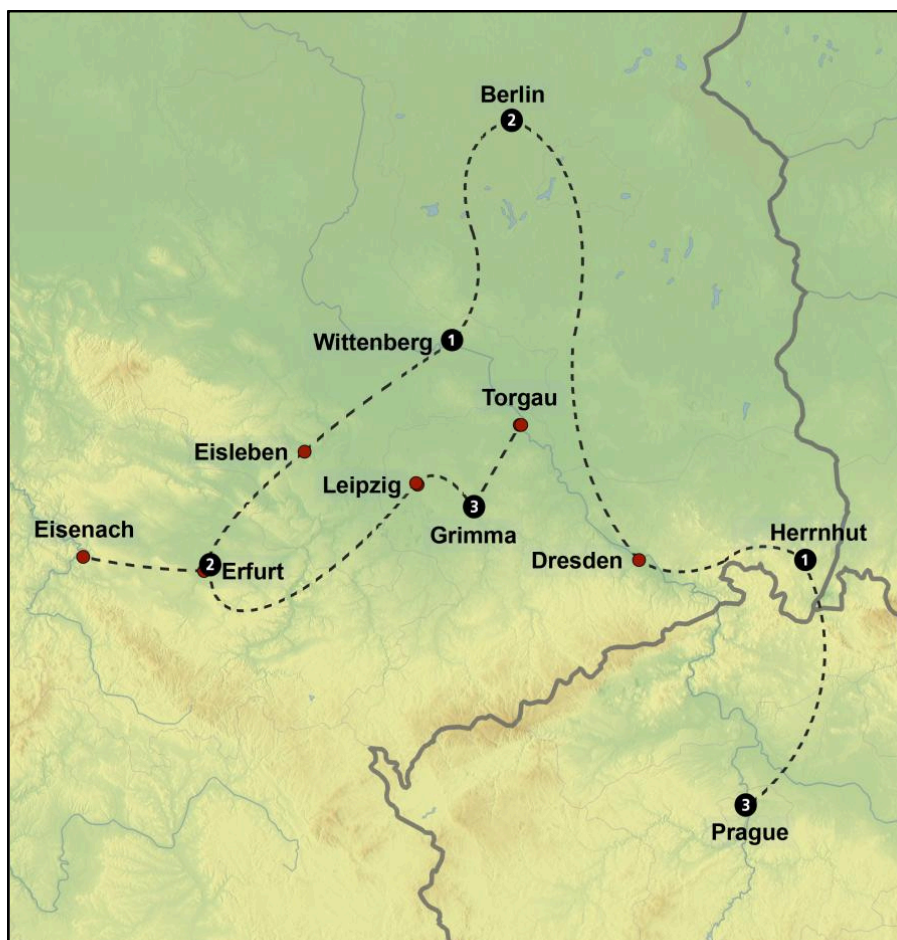 Berlin
2
Wittenberg 1
Torgau
Eisleben
Leipzig
3
Grimma
Eisenach
2
Erfurt
Dresden
Herrnhut
1
3
Prague